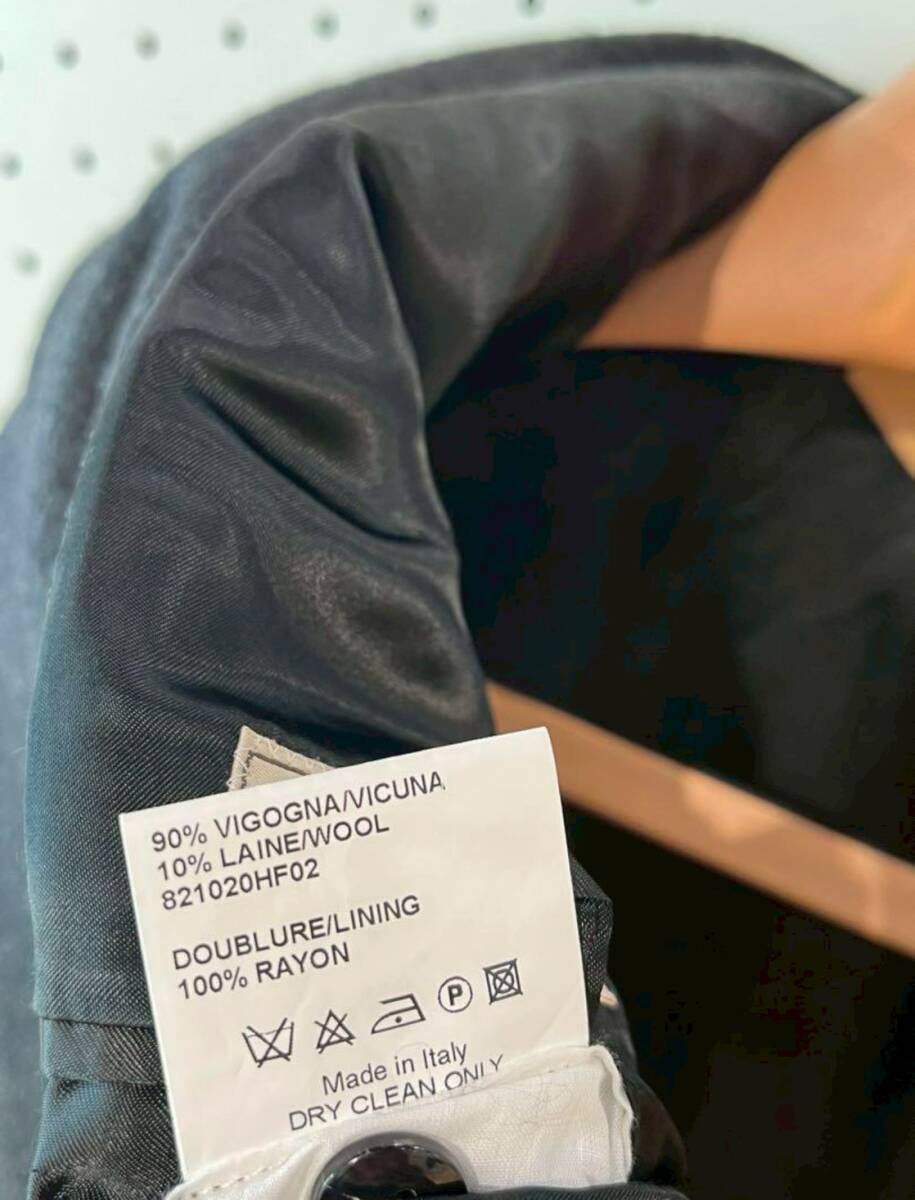 90% VIGOGNA/VICUNA
10% LAINE/WOOL
821020HF02
DOUBLURE/LINING
100% RAYON
P
Made in Italy
DRY CLEAN ONLY